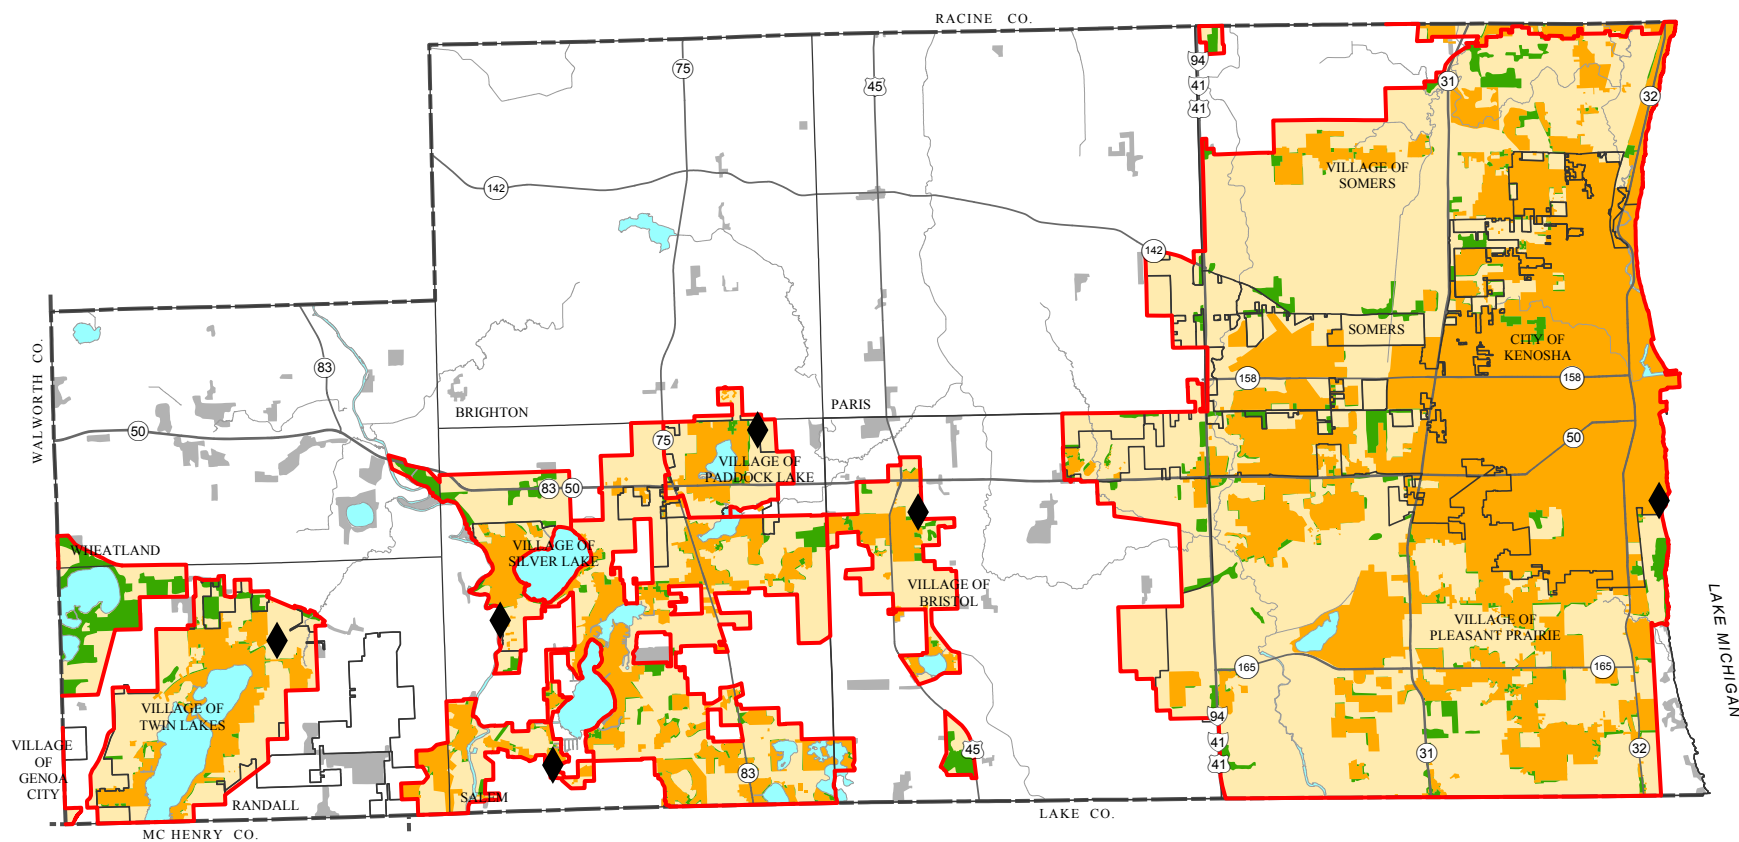 RACINE CO.
94
41
41
31
32
75
45
142
142
VILLAGE OF
SOMERS
SOMERS
CITY OF
KENOSHA
WALWORTH CO.
83
50
158
158
BRIGHTON
PARIS
75
50
VILLAGE OF
PADDOCK LAKE
83
50
WHEATLAND
VILLAGE OF
SILVER LAKE
VILLAGE OF
BRISTOL
VILLAGE OF
PLEASANT PRAIRIE
LAKE MICHIGAN
165
165
VILLAGE OF
TWIN LAKES
VILLAGE
OF
GENOA
CITY
94
41
41
45
31
32
83
SALEM
RANDALL
LAKE CO.
MC HENRY CO.